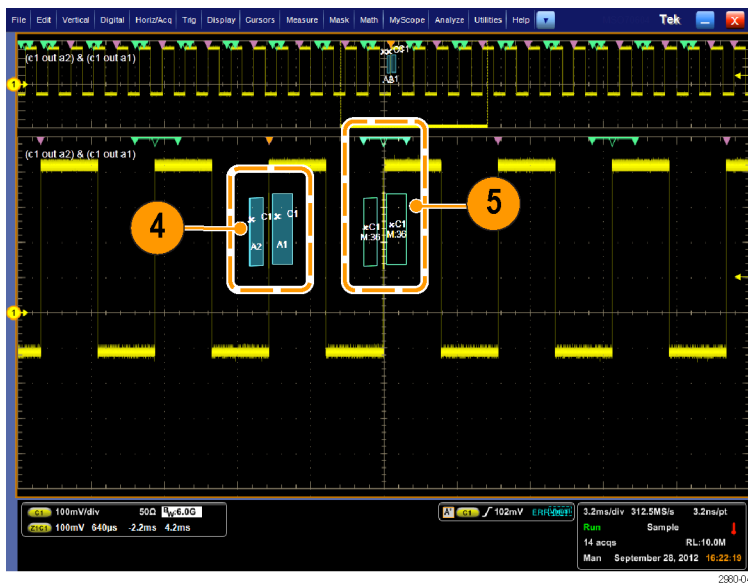 File Edit Vertical Digital Horiz/Acq Trig Display Cursors Measure Mask Math MyScope Analyze Utilities Help Tek
(c1 out a2) & (c1 out a1)
C1
1
(c1 out a2) & (c1 out a1)
4
5
C1 C1
A2 A1
C1 C1
M:36 M:36
1
C1 100mV/div 50Ω BW:6.0G
Z1C1 100mV 640µs -2.2ms 4.2ms
A' C1 102mV
3.2ms/div 312.5MS/s 3.2ns/pt
Run Sample
14 acqs RL:10.0M
Man September 28, 2012 16:22:19
2980-0